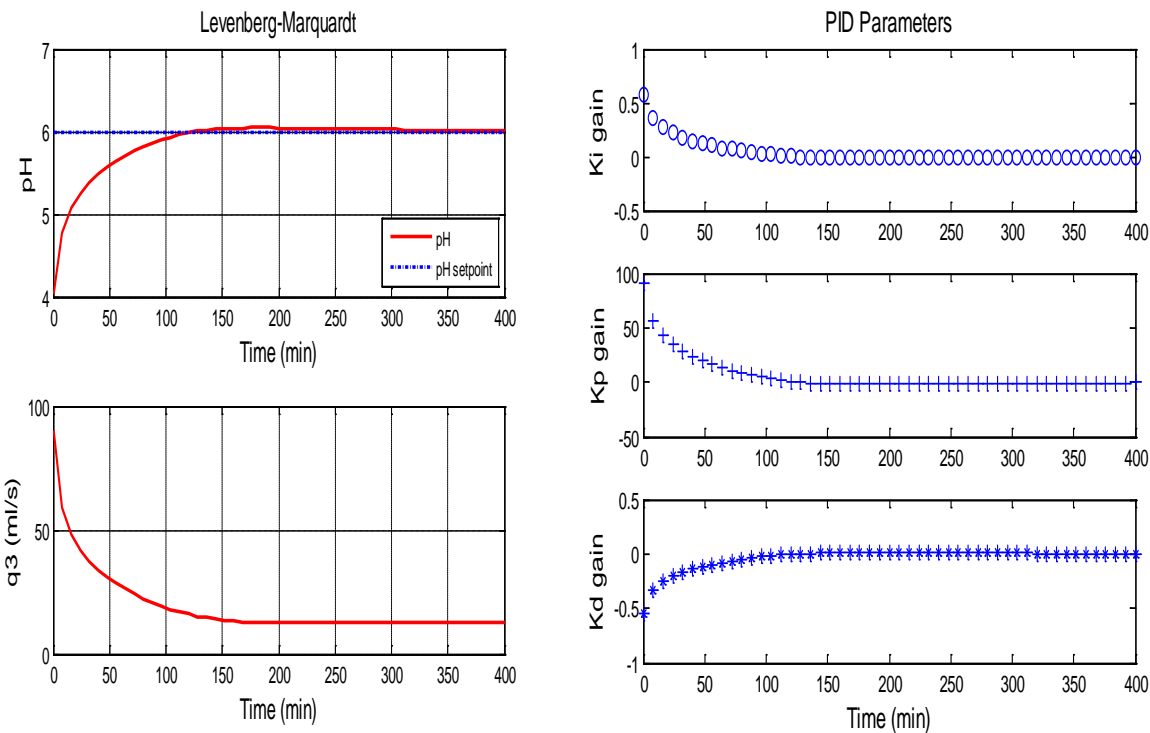 Levenberg-Marquardt
7
6
5
4
pH
pH
pH setpoint
0 50 100 150 200 250 300 350 400
Time (min)
100
50
0
q3 (ml/s)
0 50 100 150 200 250 300 350 400
Time (min)
PID Parameters
1
0.5
0
-0.5
Ki gain
0 50 100 150 200 250 300 350 400
100
50
0
-50
Kp gain
0 50 100 150 200 250 300 350 400
0.5
0
-0.5
-1
Kd gain
0 50 100 150 200 250 300 350 400
Time (min)